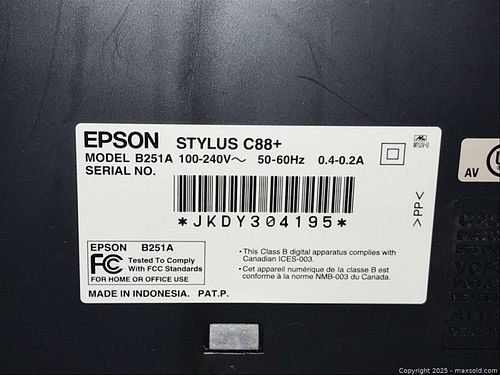 EPSON STYLUS C88+
MODEL B251A 100-240V~ 50-60Hz 0.4-0.2A
SERIAL NO.
*JKDY304195*
>PP<
EPSON B251A
FC Tested To Comply
With FCC Standards
FOR HOME OR OFFICE USE
• This Class B digital apparatus complies with
Canadian ICES-003.
• Cet appareil numérique de la classe B est
conforme à la norme NMB-003 du Canada.
MADE IN INDONESIA. PAT.P.
AV
Copyright © 2025 - maxsold.com